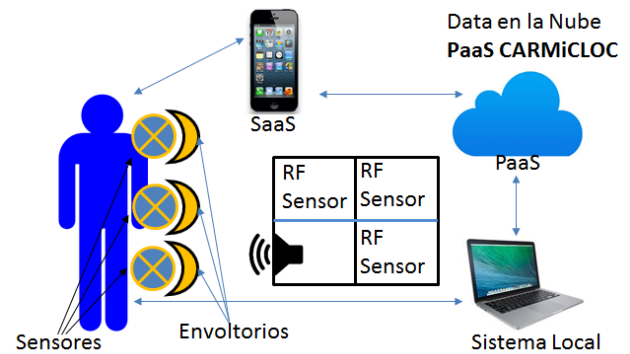 Data en la Nube
PaaS CARMiCLOC
SaaS
PaaS
RF
Sensor
RF
Sensor
RF
Sensor
Sensores
Envoltorios
Sistema Local